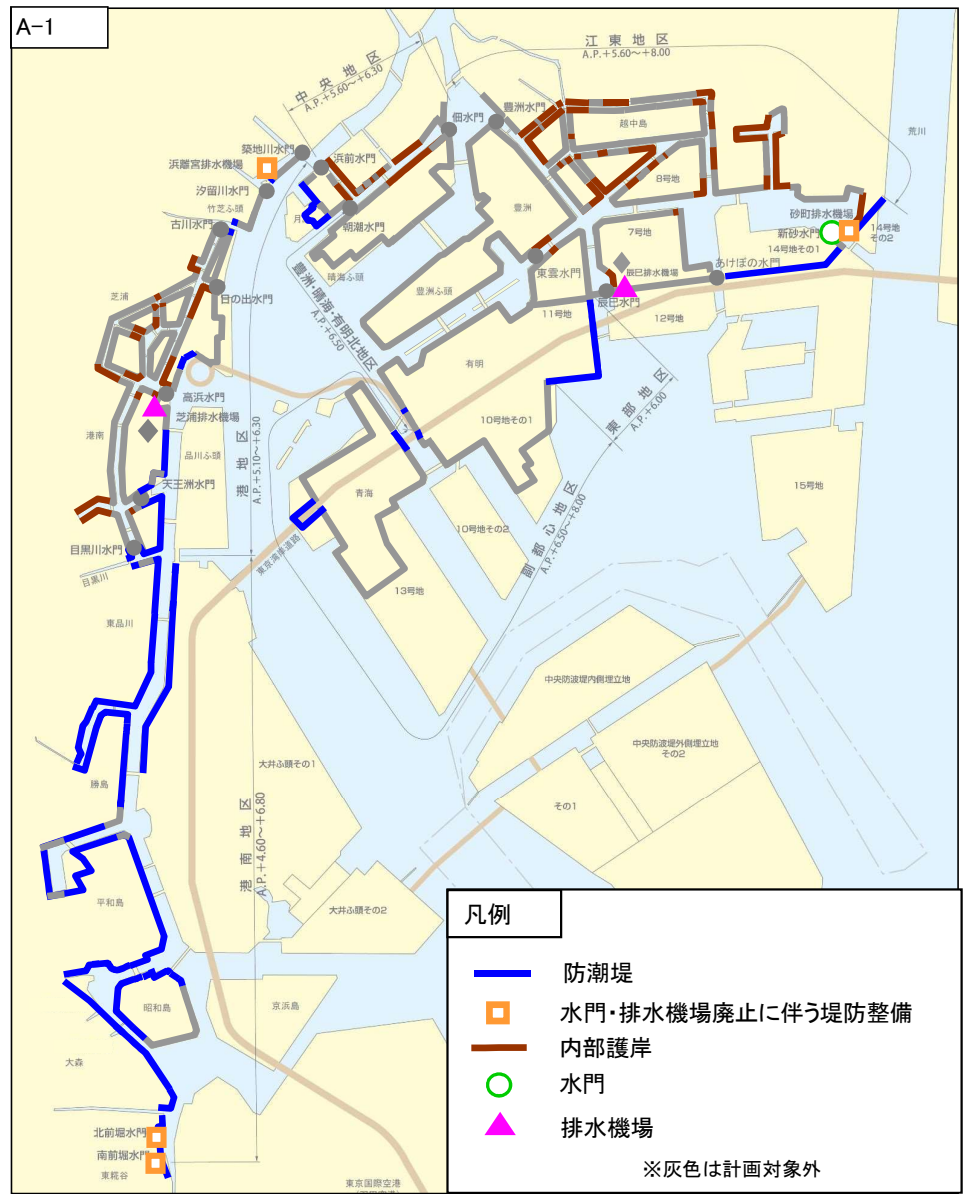 A-1
江東地区
A.P.+5.60～+8.00
中央地区
A.P.+5.60～+6.30
荒川
豊洲水門
佃水門
越中島
築地川水門
浜離宮排水機場
浜前水門
汐留川水門
8号地
竹芝ふ頭
古川水門
朝潮水門
豊洲
7号地
砂町排水機場
新砂水門
14号地
その2
14号地その1
東雲水門
辰巳排水機場
あけぼの水門
晴海ふ頭
豊洲ふ頭
豊洲・晴海・有明北地区
A.P.+6.50
日の出水門
芝浦
辰巳水門
11号地
12号地
有明
高浜水門
芝浦排水機場
東部地区
A.P.+6.00
10号地その1
港南
品川ふ頭
港地区
A.P.+5.10～+6.30
天王洲水門
青海
15号地
10号地その2
副都心地区
A.P.+6.50～+8.00
目黒川水門
目黒川
東京湾岸道路
13号地
東品川
中央防波堤内側埋立地
中央防波堤外側埋立地
その2
大井ふ頭その1
勝島
その1
港南地区
A.P.+4.60～+6.80
平和島
大井ふ頭その2
昭和島
京浜島
大森
北前堀水門
南前堀水門
東糀谷
東京国際空港
凡例
防潮堤
水門・排水機場廃止に伴う堤防整備
内部護岸
水門
排水機場
※灰色は計画対象外